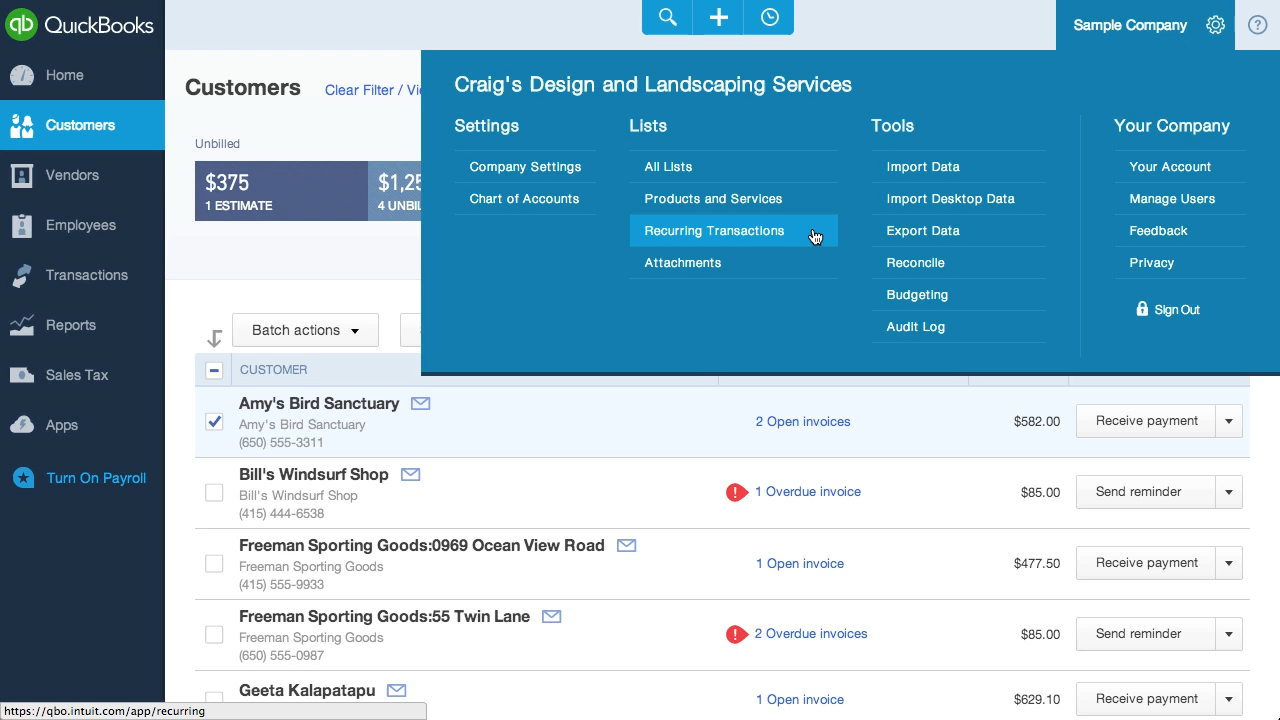 QuickBooks
Home
Customers
Vendors
Employees
Transactions
Reports
Sales Tax
Apps
Turn On Payroll
Sample Company
?
Customers
Clear Filter / Vi
Unbilled
$375
1 ESTIMATE
$1,25
4 UNBIL
Craig's Design and Landscaping Services
Settings
Company Settings
Chart of Accounts
Lists
All Lists
Products and Services
Recurring Transactions
Attachments
Tools
Import Data
Import Desktop Data
Export Data
Reconcile
Budgeting
Audit Log
Your Company
Your Account
Manage Users
Feedback
Privacy
Sign Out
Batch actions
CUSTOMER
Amy's Bird Sanctuary
Amy's Bird Sanctuary
(650) 555-3311
2 Open invoices
$582.00
Receive payment
Bill's Windsurf Shop
Bill's Windsurf Shop
(415) 444-6538
! 1 Overdue invoice
$85.00
Send reminder
Freeman Sporting Goods:0969 Ocean View Road
Freeman Sporting Goods
(415) 555-9933
1 Open invoice
$477.50
Receive payment
Freeman Sporting Goods:55 Twin Lane
Freeman Sporting Goods
(650) 555-0987
! 2 Overdue invoices
$85.00
Send reminder
Geeta Kalapatapu
1 Open invoice
$629.10
Receive payment
https://qbo.intuit.com/app/recurring